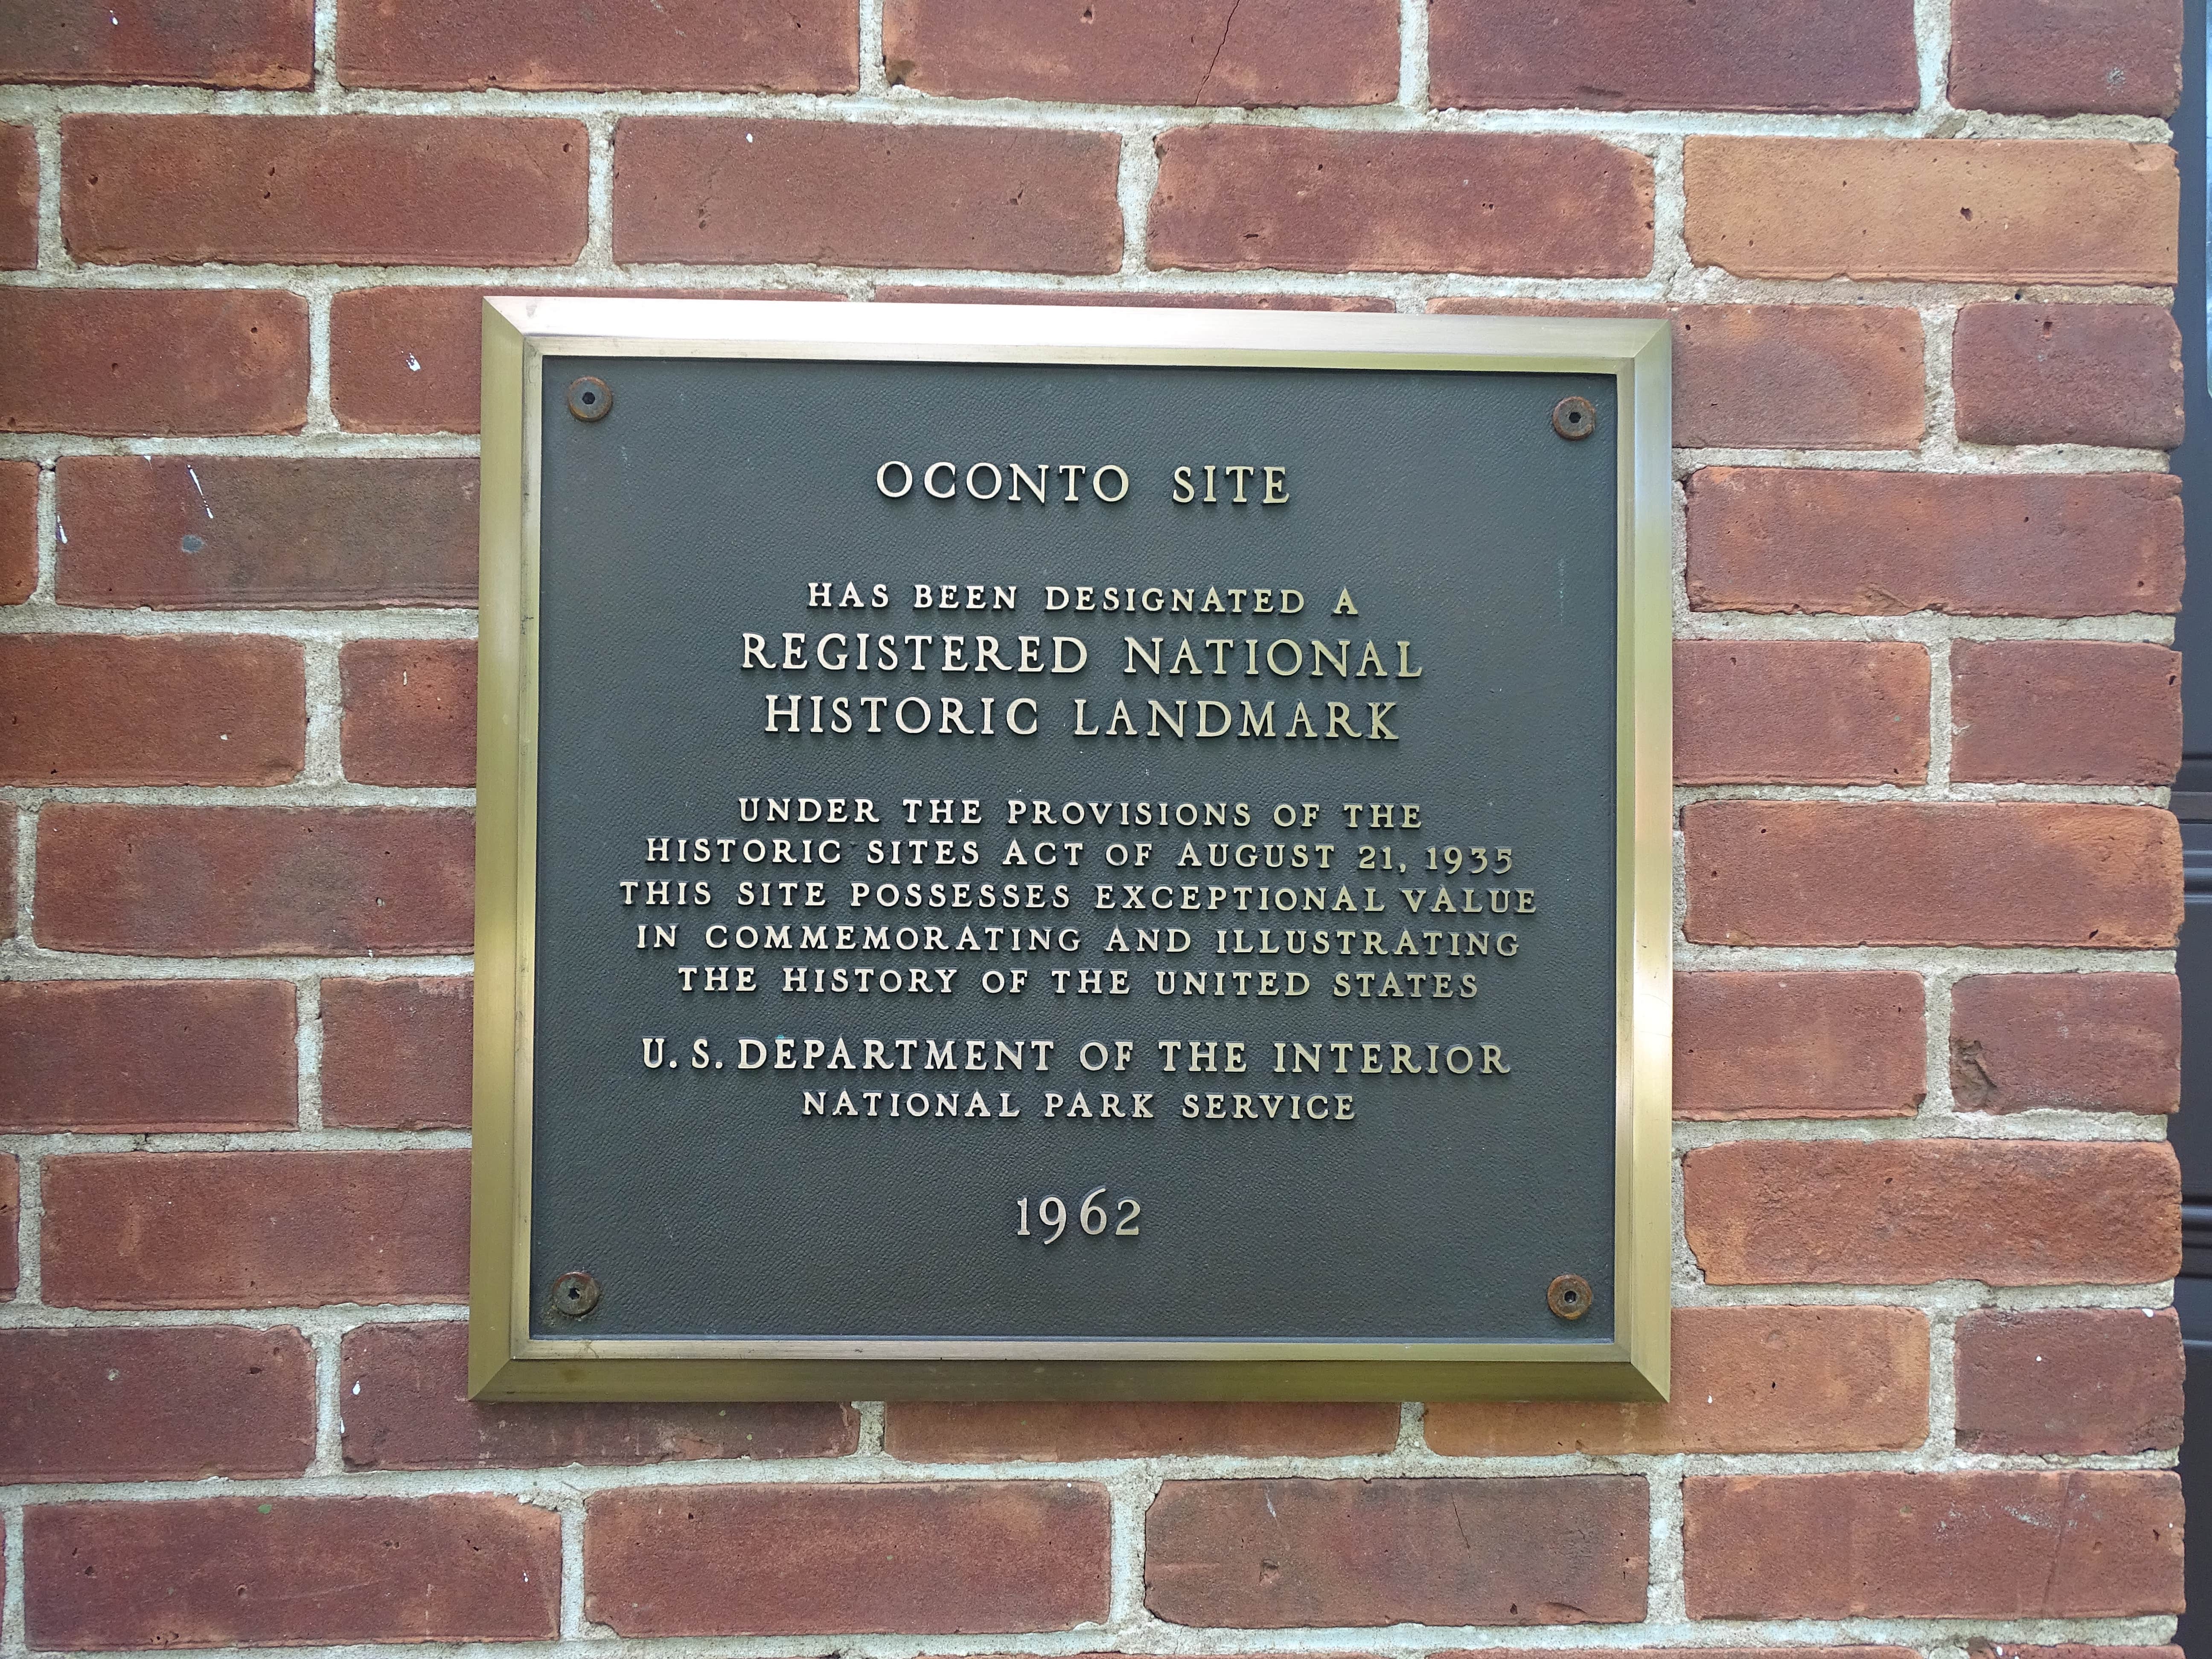 OCONTO SITE
HAS BEEN DESIGNATED A
REGISTERED NATIONAL
HISTORIC LANDMARK
UNDER THE PROVISIONS OF THE
HISTORIC SITES ACT OF AUGUST 21, 1935
THIS SITE POSSESSES EXCEPTIONAL VALUE
IN COMMEMORATING AND ILLUSTRATING
THE HISTORY OF THE UNITED STATES
U. S. DEPARTMENT OF THE INTERIOR
NATIONAL PARK SERVICE
1962